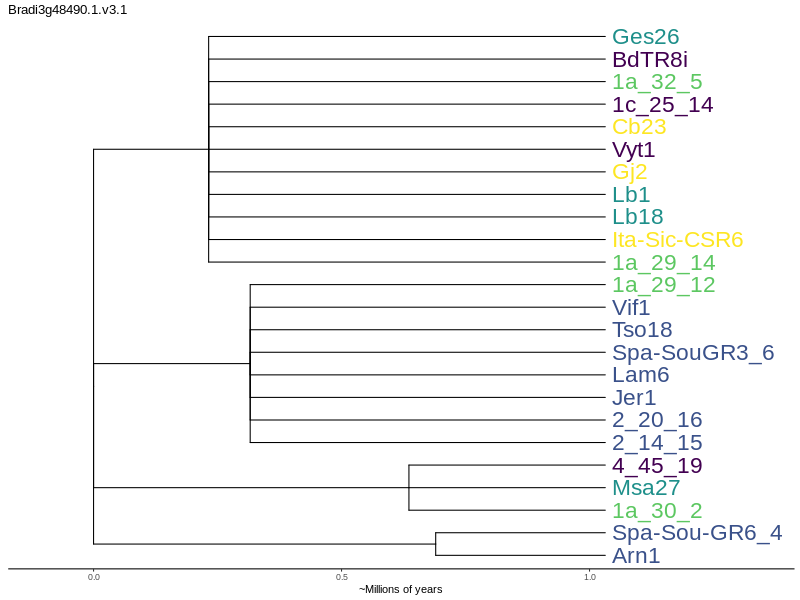 Bradi3g48490.1.v3.1
Ges26
BdTR8i
1a_32_5
1c_25_14
Cb23
Vyt1
Gj2
Lb1
Lb18
Ita-Sic-CSR6
1a_29_14
1a_29_12
Vif1
Tso18
Spa-SouGR3_6
Lam6
Jer1
2_20_16
2_14_15
4_45_19
Msa27
1a_30_2
Spa-Sou-GR6_4
Arn1
0.0 0.5 1.0
~Millions of years